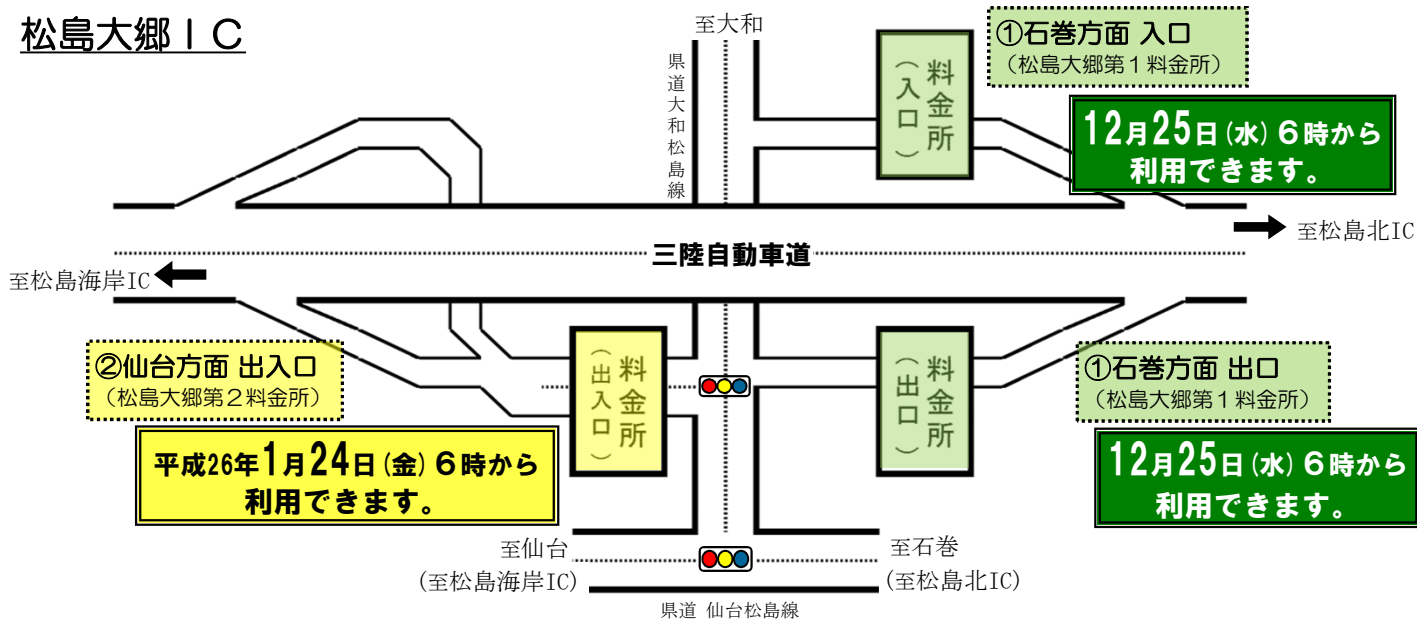 松島大郷ＩＣ
至大和
県道大和松島線
料金所
（入口）
①石巻方面 入口
（松島大郷第１料金所）
12月25日(水)６時から
利用できます。
至松島北IC
三陸自動車道
至松島海岸IC
②仙台方面 出入口
（松島大郷第２料金所）
平成26年1月24日(金)６時から
利用できます。
料金所
（出入口）
料金所
（出口）
①石巻方面 出口
（松島大郷第１料金所）
12月25日(水)６時から
利用できます。
至仙台
(至松島海岸IC)
至石巻
(至松島北IC)
県道 仙台松島線